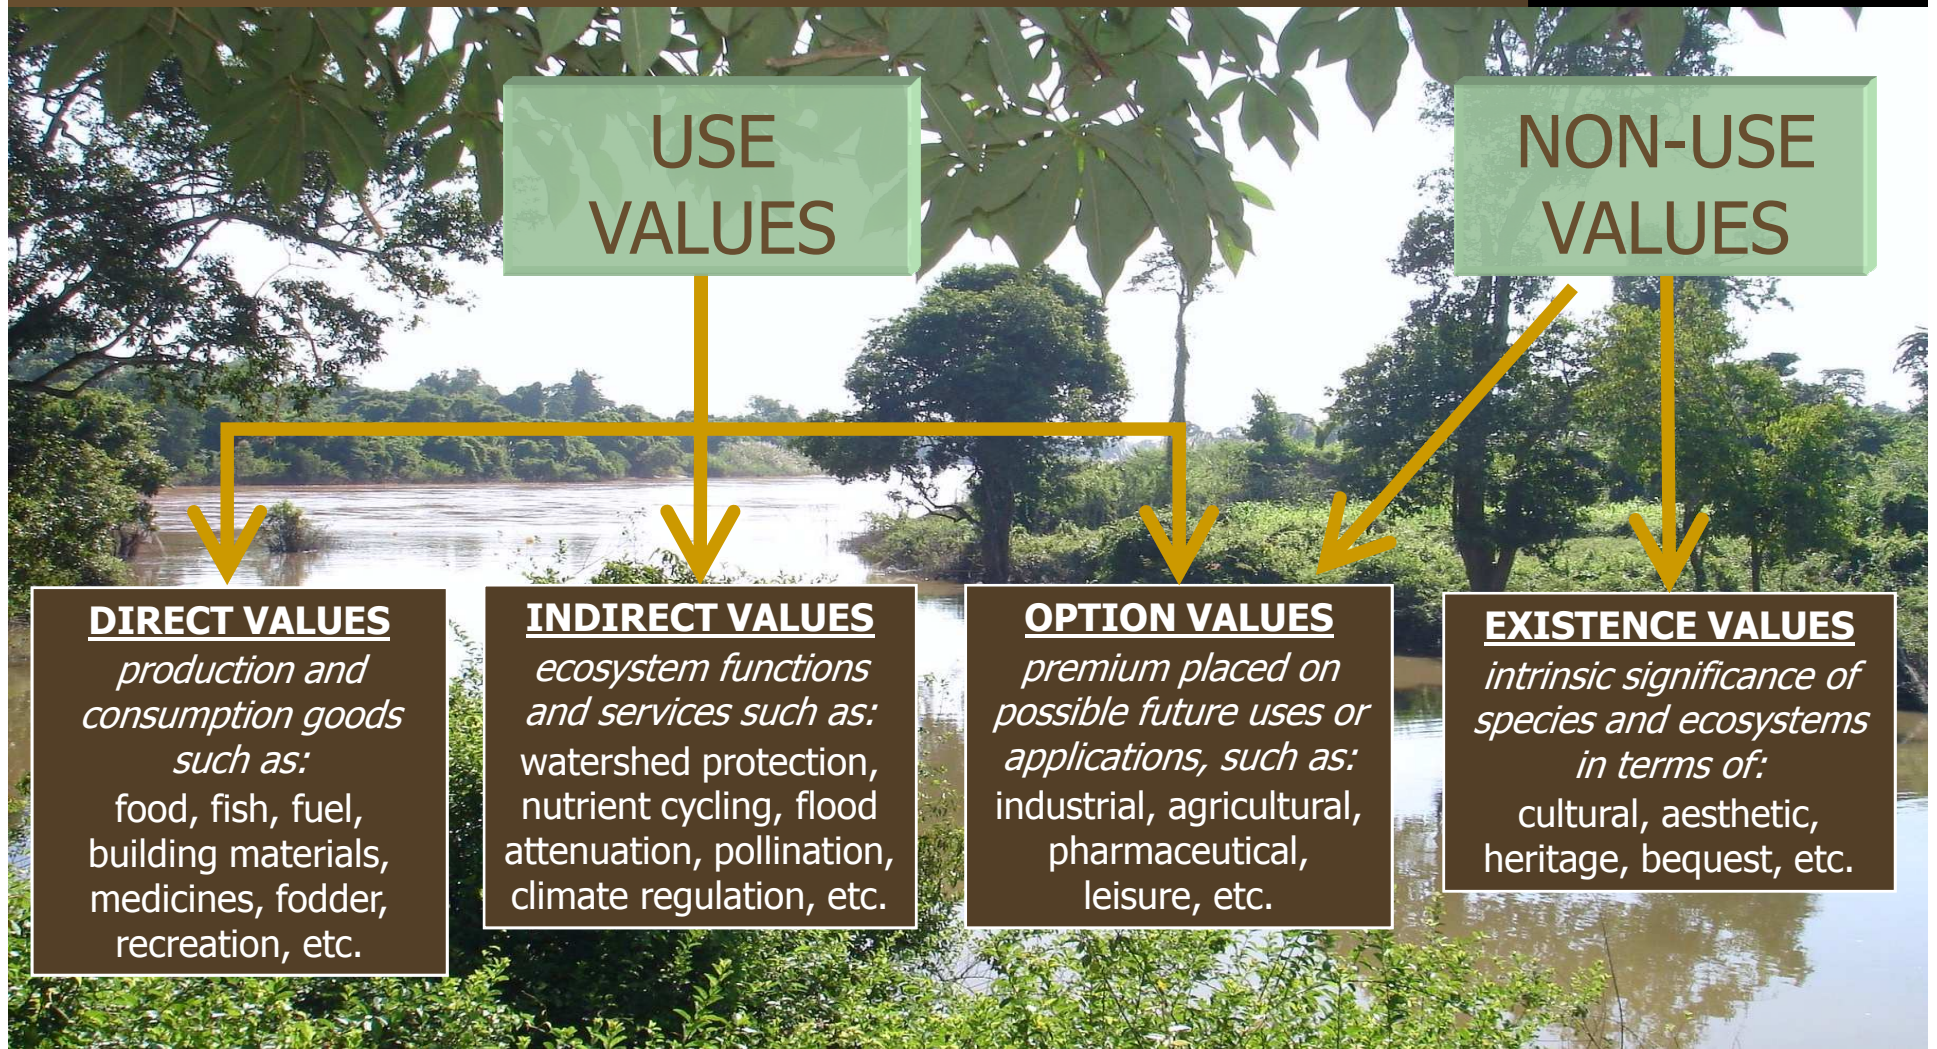 USE
VALUES
NON-USE
VALUES
DIRECT VALUES
production and
consumption goods
such as:
food, fish, fuel,
building materials,
medicines, fodder,
recreation, etc.
INDIRECT VALUES
ecosystem functions
and services such as:
watershed protection,
nutrient cycling, flood
attenuation, pollination,
climate regulation, etc.
OPTION VALUES
premium placed on
possible future uses or
applications, such as:
industrial, agricultural,
pharmaceutical,
leisure, etc.
EXISTENCE VALUES
intrinsic significance of
species and ecosystems
in terms of:
cultural, aesthetic,
heritage, bequest, etc.